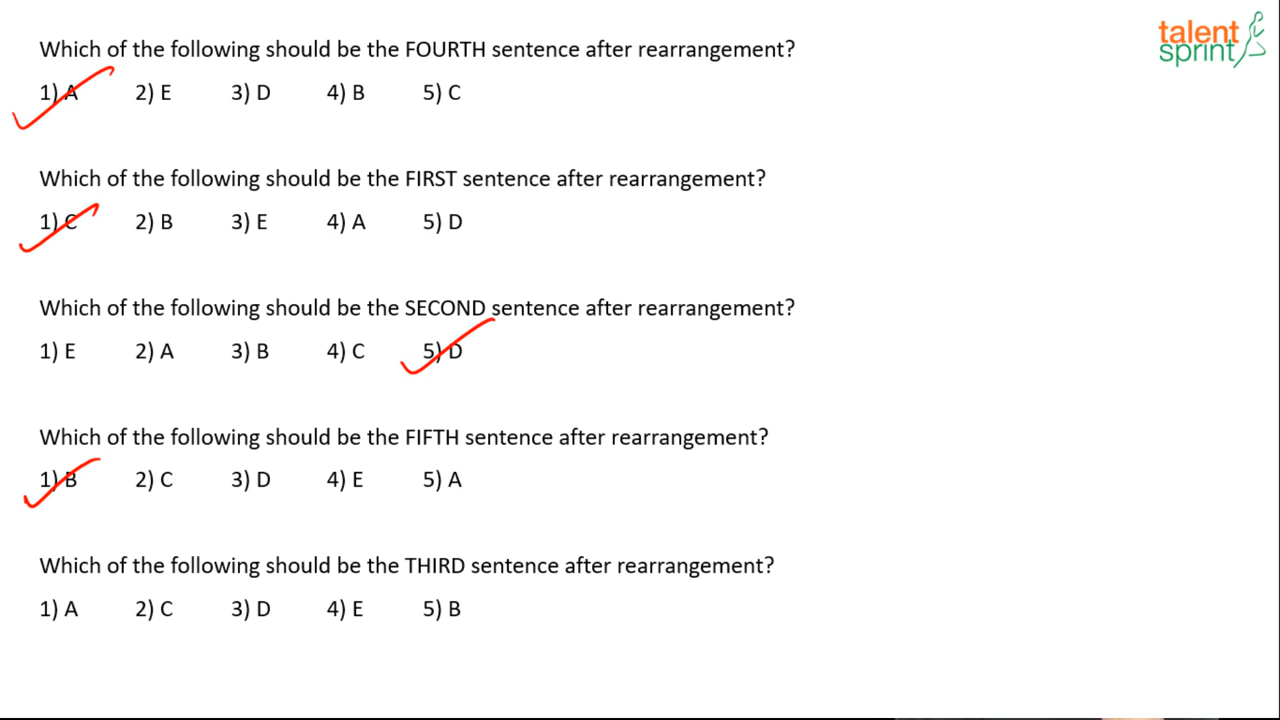 talent
sprint
Which of the following should be the FOURTH sentence after rearrangement?
1) A 2) E 3) D 4) B 5) C
Which of the following should be the FIRST sentence after rearrangement?
1) C 2) B 3) E 4) A 5) D
Which of the following should be the SECOND sentence after rearrangement?
1) E 2) A 3) B 4) C 5) D
Which of the following should be the FIFTH sentence after rearrangement?
1) B 2) C 3) D 4) E 5) A
Which of the following should be the THIRD sentence after rearrangement?
1) A 2) C 3) D 4) E 5) B